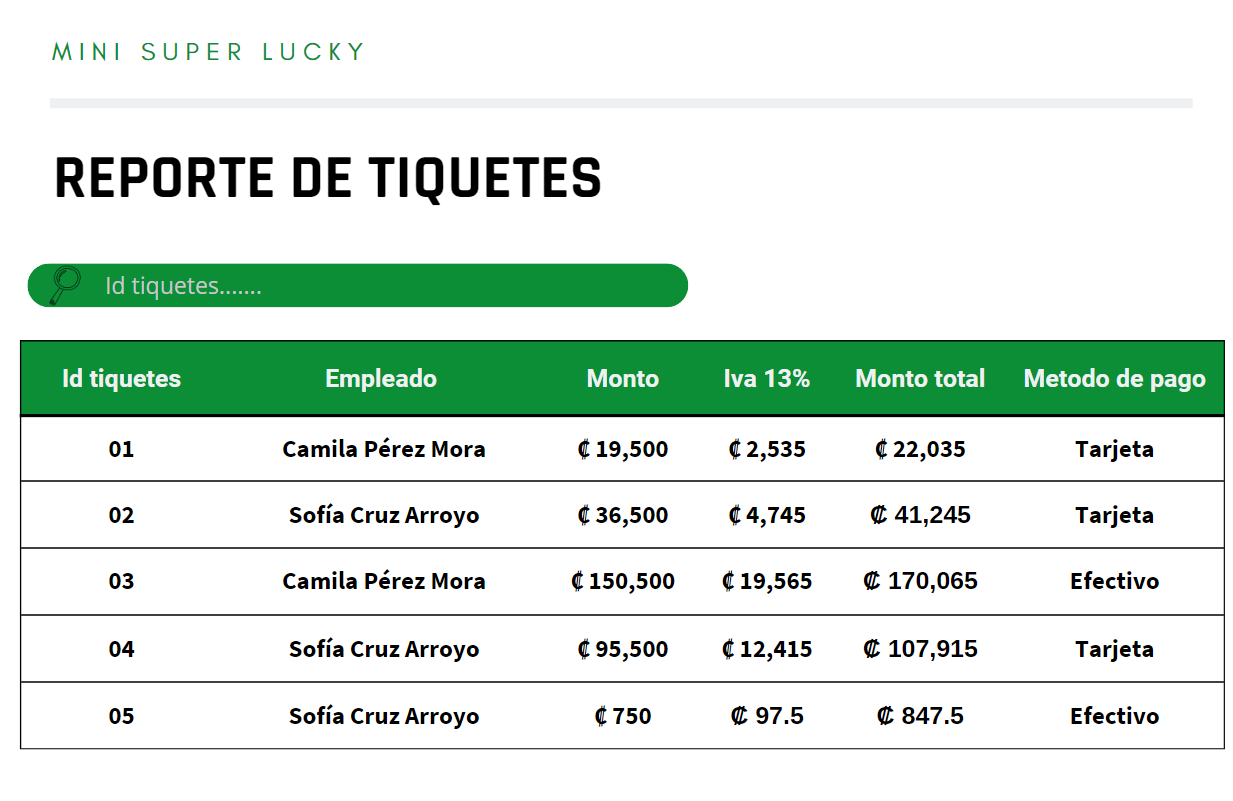 MINI SUPER LUCKY
REPORTE DE TIQUETES
Id tiquetes.......
Id tiquetes Empleado Monto Iva 13% Monto total Metodo de pago
01 Camila Pérez Mora ₡ 19,500 ₡ 2,535 ₡ 22,035 Tarjeta
02 Sofía Cruz Arroyo ₡ 36,500 ₡ 4,745 ₡ 41,245 Tarjeta
03 Camila Pérez Mora ₡ 150,500 ₡ 19,565 ₡ 170,065 Efectivo
04 Sofía Cruz Arroyo ₡ 95,500 ₡ 12,415 ₡ 107,915 Tarjeta
05 Sofía Cruz Arroyo ₡ 750 ₡ 97.5 ₡ 847.5 Efectivo